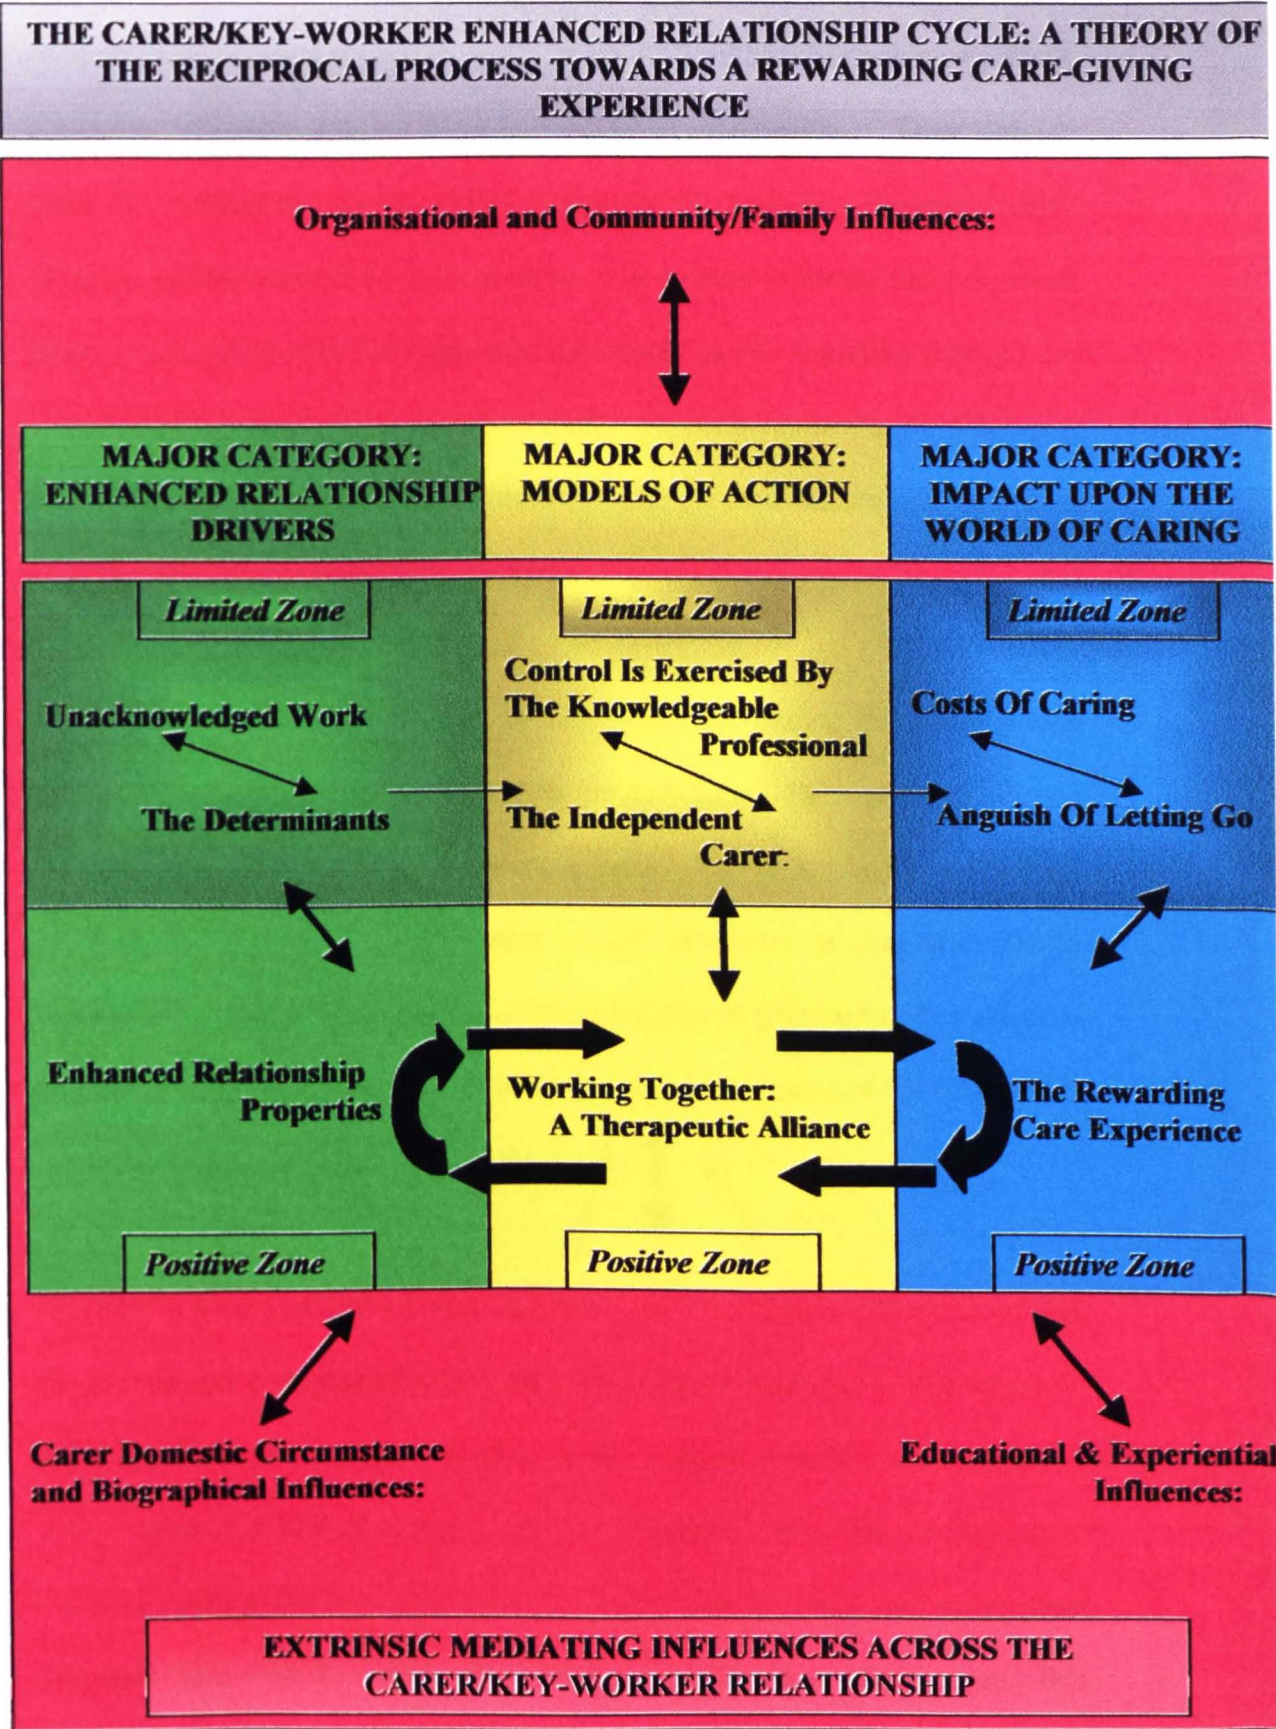 THE CARER/KEY-WORKER ENHANCED RELATIONSHIP CYCLE: A THEORY OF
THE RECIPROCAL PROCESS TOWARDS A REWARDING CARE-GIVING
EXPERIENCE
Organisational and Community/Family Influences:
MAJOR CATEGORY:
ENHANCED RELATIONSHIP
DRIVERS
MAJOR CATEGORY:
MODELS OF ACTION
MAJOR CATEGORY:
IMPACT UPON THE
WORLD OF CARING
Limited Zone
Unacknowledged Work
The Determinants
Limited Zone
Control Is Exercised By
The Knowledgeable
Professional
The Independent
Carer:
Limited Zone
Costs Of Caring
Anguish Of Letting Go
Enhanced Relationship
Properties
Positive Zone
Working Together:
A Therapeutic Alliance
Positive Zone
The Rewarding
Care Experience
Positive Zone
Carer Domestic Circumstance
and Biographical Influences:
Educational & Experiential
Influences:
EXTRINSIC MEDIATING INFLUENCES ACROSS THE
CARER/KEY-WORKER RELATIONSHIP